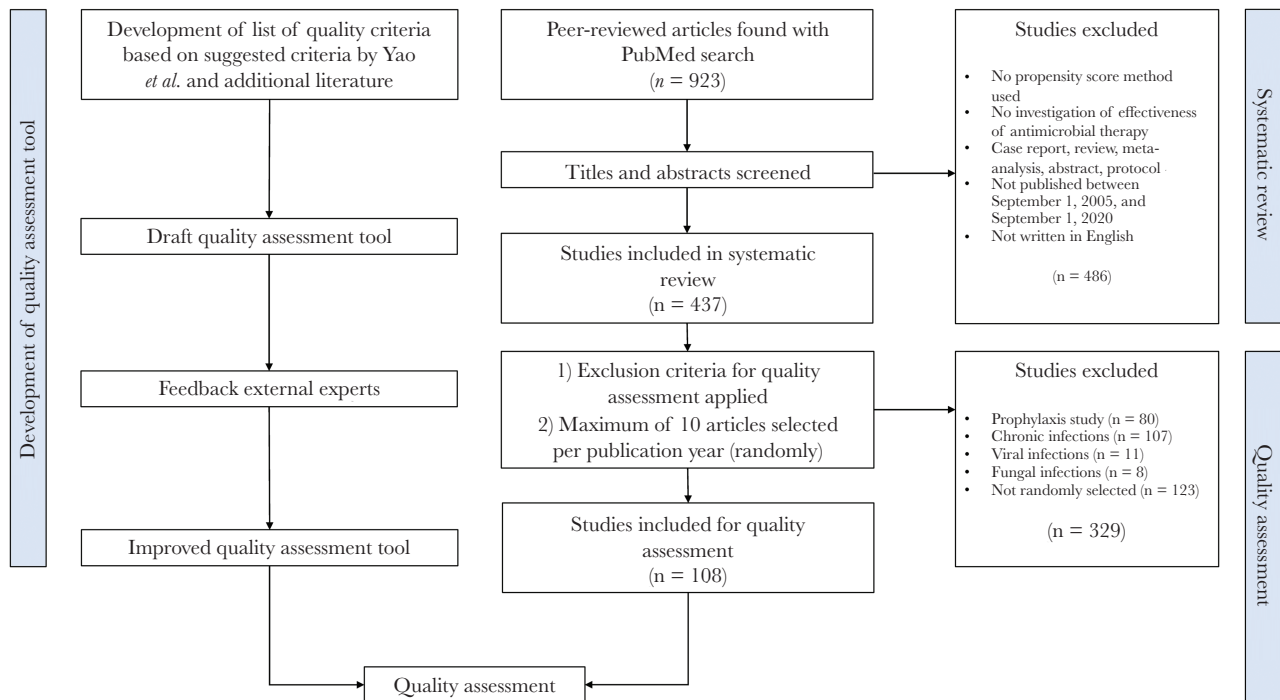 Development of quality assessment tool
Development of list of quality criteria
based on suggested criteria by Yao
et al. and additional literature
Draft quality assessment tool
Feedback external experts
Improved quality assessment tool
Peer-reviewed articles found with
PubMed search
(n = 923)
Titles and abstracts screened
Studies included in systematic
review
(n = 437)
1) Exclusion criteria for quality
assessment applied
2) Maximum of 10 articles selected
per publication year (randomly)
Studies included for quality
assessment
(n = 108)
Quality assessment
Studies excluded
• No propensity score method
used
• No investigation of effectiveness
of antimicrobial therapy
• Case report, review, meta-
analysis, abstract, protocol
• Not published between
September 1, 2005, and
September 1, 2020
• Not written in English
(n = 486)
Studies excluded
• Prophylaxis study (n = 80)
• Chronic infections (n = 107)
• Viral infections (n = 11)
• Fungal infections (n = 8)
• Not randomly selected (n = 123)
(n = 329)
Systematic review
Quality assessment